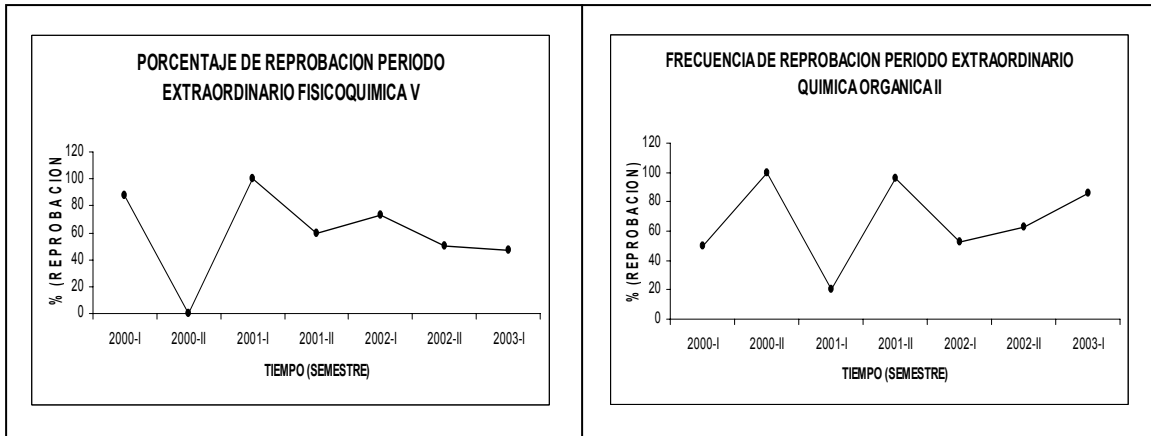 PORCENTAJE DE REPROBACION PERIODO
EXTRAORDINARIO FISICOQUIMICA V
% (REPROBACION
120
100
80
60
40
20
0
2000-I 2000-II 2001-I 2001-II 2002-I 2002-II 2003-I
TIEMPO (SEMESTRE)
FRECUENCIA DE REPROBACION PERIODO EXTRAORDINARIO
QUIMICA ORGANICA II
% (REPROBACION)
120
100
80
60
40
20
0
2000-I 2000-II 2001-I 2001-II 2002-I 2002-II 2003-I
TIEMPO (SEMESTRE)